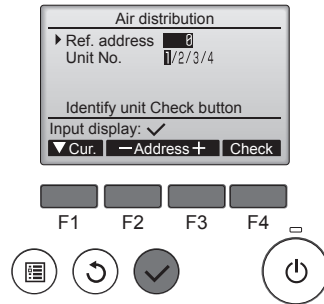 Air distribution
Ref. address 0
Unit No. 1/2/3/4
Identify unit Check button
Input display: ✓
▼ Cur. −Address+ Check
F1 F2 F3 F4